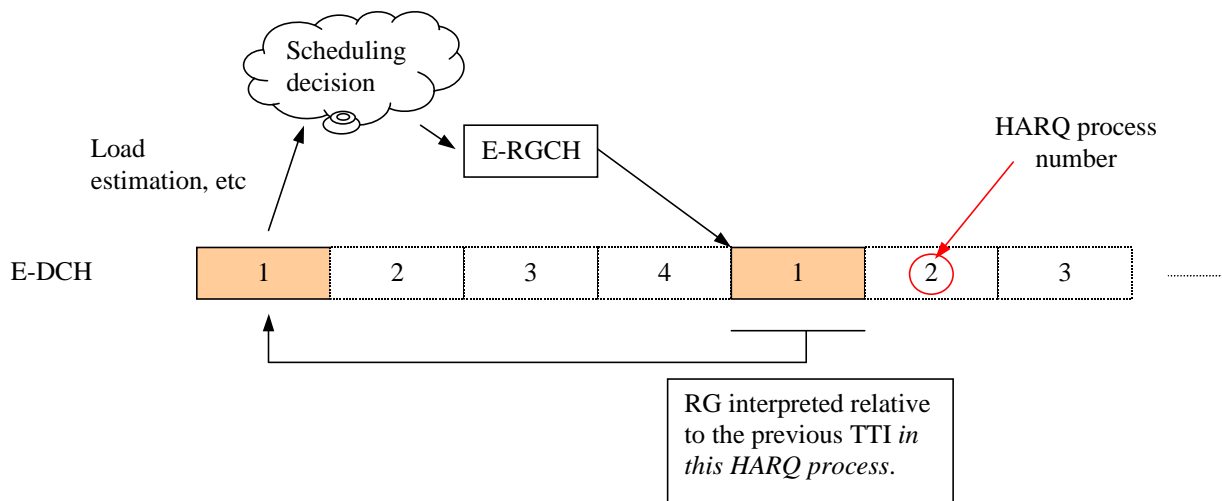 Scheduling
decision
Load
estimation, etc
E-RGCH
HARQ process
number
E-DCH
1 2 3 4 1 2 3
RG interpreted relative
to the previous TTI in
this HARQ process.